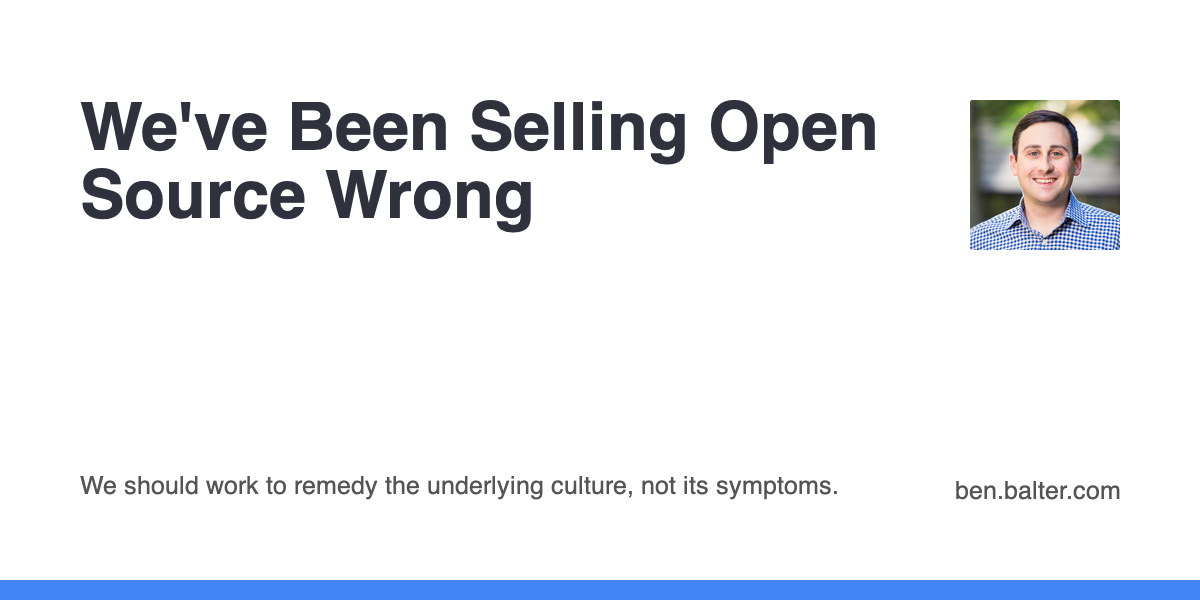 We've Been Selling Open
Source Wrong
We should work to remedy the underlying culture, not its symptoms.
ben.balter.com